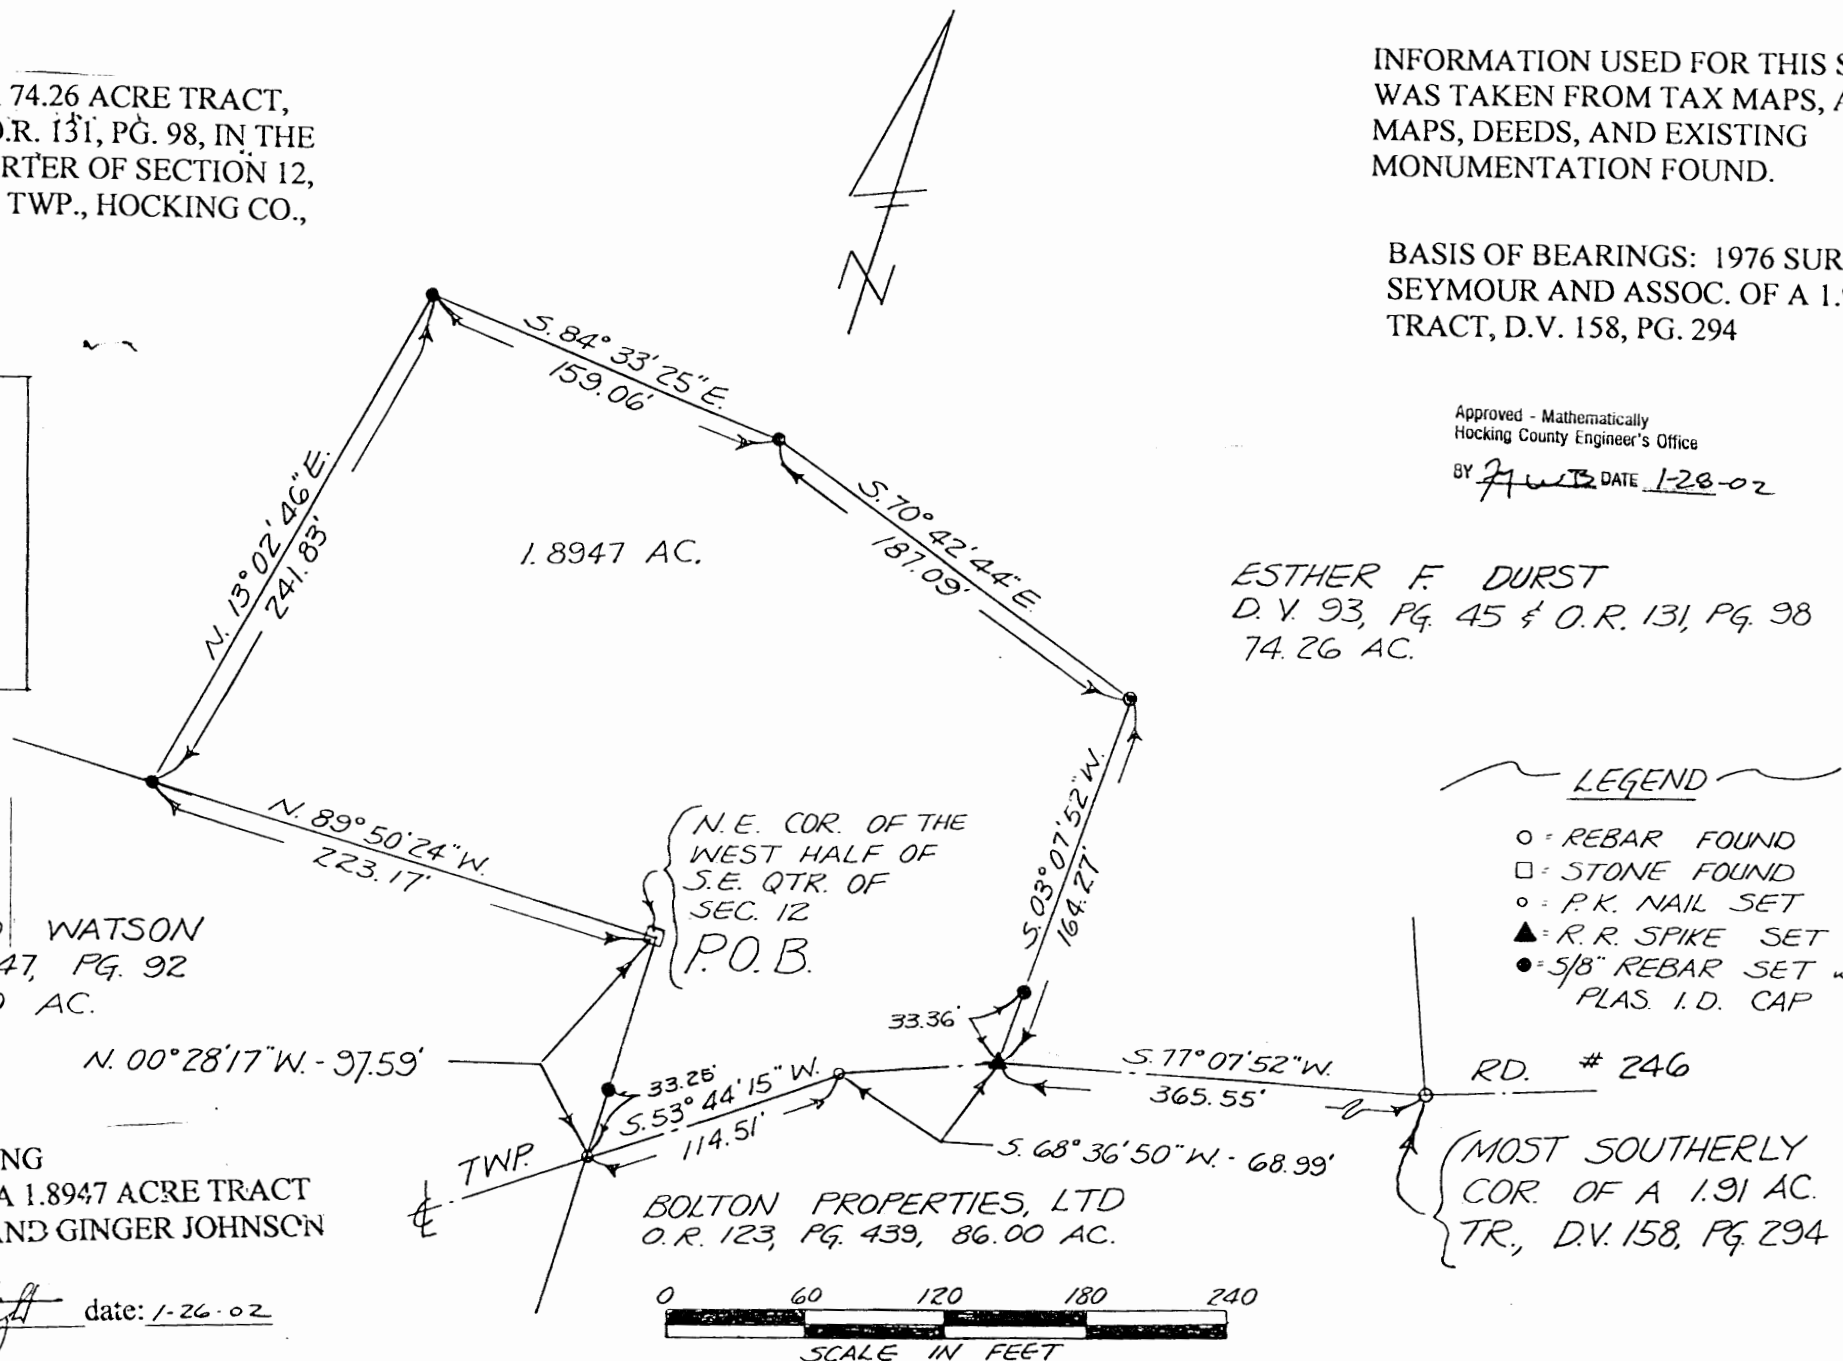 74.26 ACRE TRACT,
O.R. 131, PG. 98, IN THE
RTER OF SECTION 12,
TWP., HOCKING CO.,
INFORMATION USED FOR THIS S
WAS TAKEN FROM TAX MAPS, A
MAPS, DEEDS, AND EXISTING
MONUMENTATION FOUND.
BASIS OF BEARINGS: 1976 SUR
SEYMOUR AND ASSOC. OF A 1.9
TRACT, D.V. 158, PG. 294
N
Approved - Mathematically
Hocking County Engineer's Office
BY DATE 1-28-02
S. 84° 33' 25" E.
159.06'
S. 70° 42' 44" E
187.09'
N. 13° 02' 46" E.
241.83'
1.8947 AC.
ESTHER F. DURST
D.V. 93, PG. 45 & O.R. 131, PG. 98
74.26 AC.
N. 89° 50' 24" W.
223.17'
N.E. COR. OF THE
WEST HALF OF
S.E. QTR. OF
SEC. 12
P.O.B.
S. 03° 07' 52" W.
164.27'
LEGEND
○ = REBAR FOUND
□ = STONE FOUND
○ = P.K. NAIL SET
▲ = R.R. SPIKE SET
● = 5/8" REBAR SET w
PLAS. I.D. CAP
WATSON
47, PG. 92
AC.
N. 00° 28' 17" W. - 97.59'
33.25'
S. 53° 44' 15" W.
114.51'
33.36'
S. 77° 07' 52" W.
365.55'
RD. # 246
S. 68° 36' 50" W. - 68.99'
TWP.
℄
MOST SOUTHERLY
COR. OF A 1.91 AC.
TR., D.V. 158, PG. 294
BOLTON PROPERTIES, LTD
O.R. 123, PG. 439, 86.00 AC.
NG
A 1.8947 ACRE TRACT
AND GINGER JOHNSON
date: 1-26-02
0 60 120 180 240
SCALE IN FEET